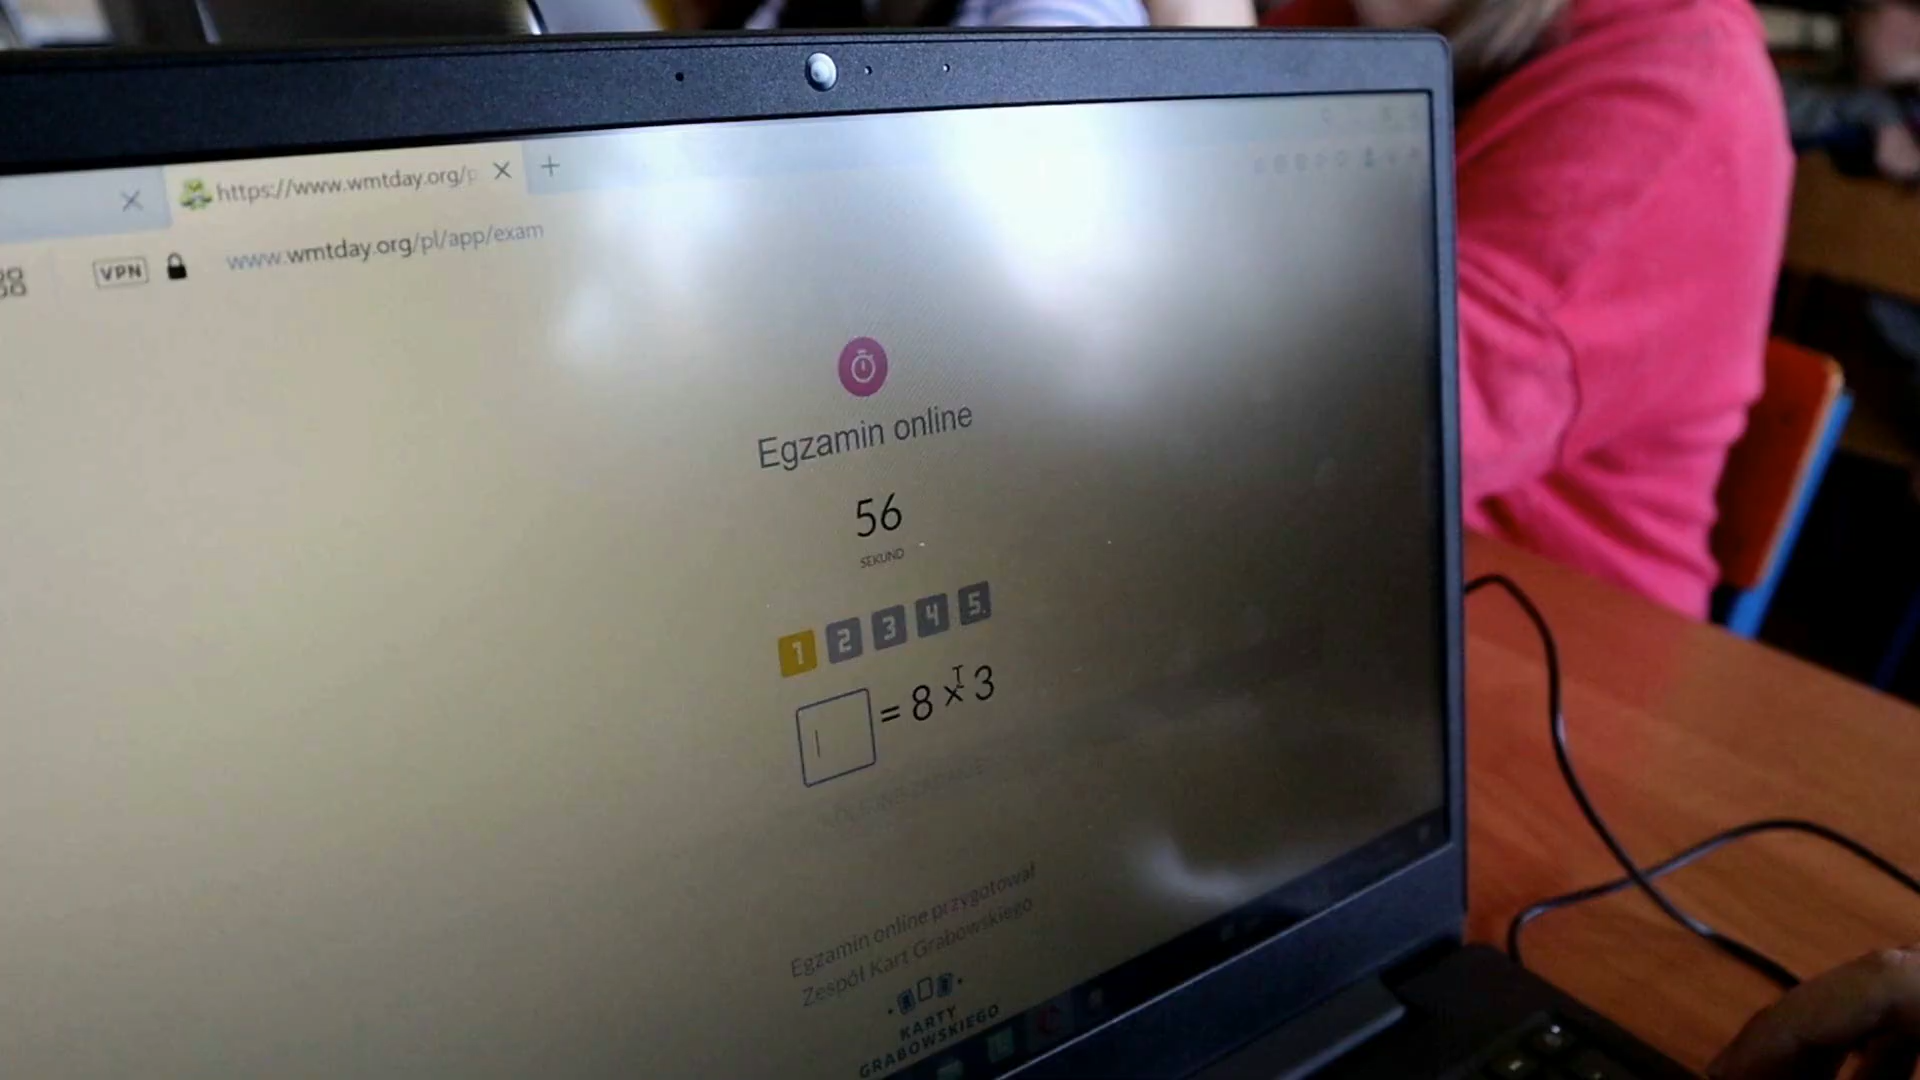 https://www.wmtday.org/p
VPN
www.wmtday.org/pl/app/exam
Egzamin online
56
SEKUND
1 2 3 4 5
= 8 × 3
Egzamin online przygotował
Zespół Kart Grabowskiego
KARTY
GRABOWSKIEGO